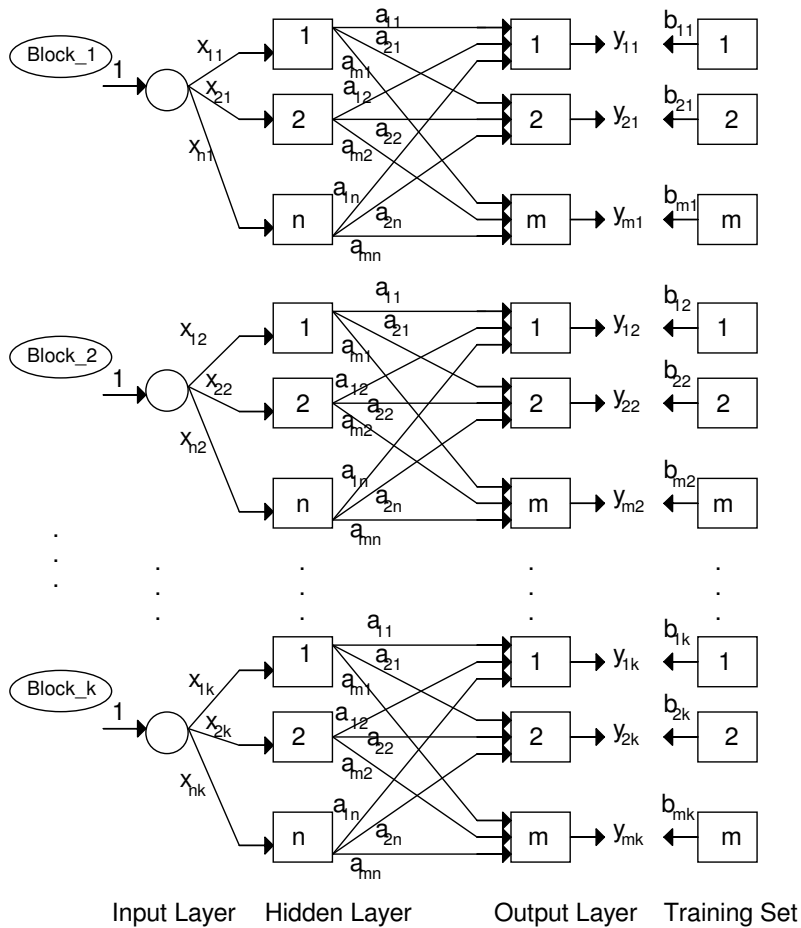 Block_1
1
x11
x21
xn1
1
2
n
a11
a21
am1
a12
a22
am2
a1n
a2n
amn
1
2
m
y11
y21
ym1
b11
b21
bm1
1
2
m
Block_2
1
x12
x22
xn2
1
2
n
a11
a21
am1
a12
a22
am2
a1n
a2n
amn
1
2
m
y12
y22
ym2
b12
b22
bm2
1
2
m
. . . . .
. . . . .
. . . . .
Block_k
1
x1k
x2k
xnk
1
2
n
a11
a21
am1
a12
a22
am2
a1n
a2n
amn
1
2
m
y1k
y2k
ymk
b1k
b2k
bmk
1
2
m
Input Layer Hidden Layer Output Layer Training Set